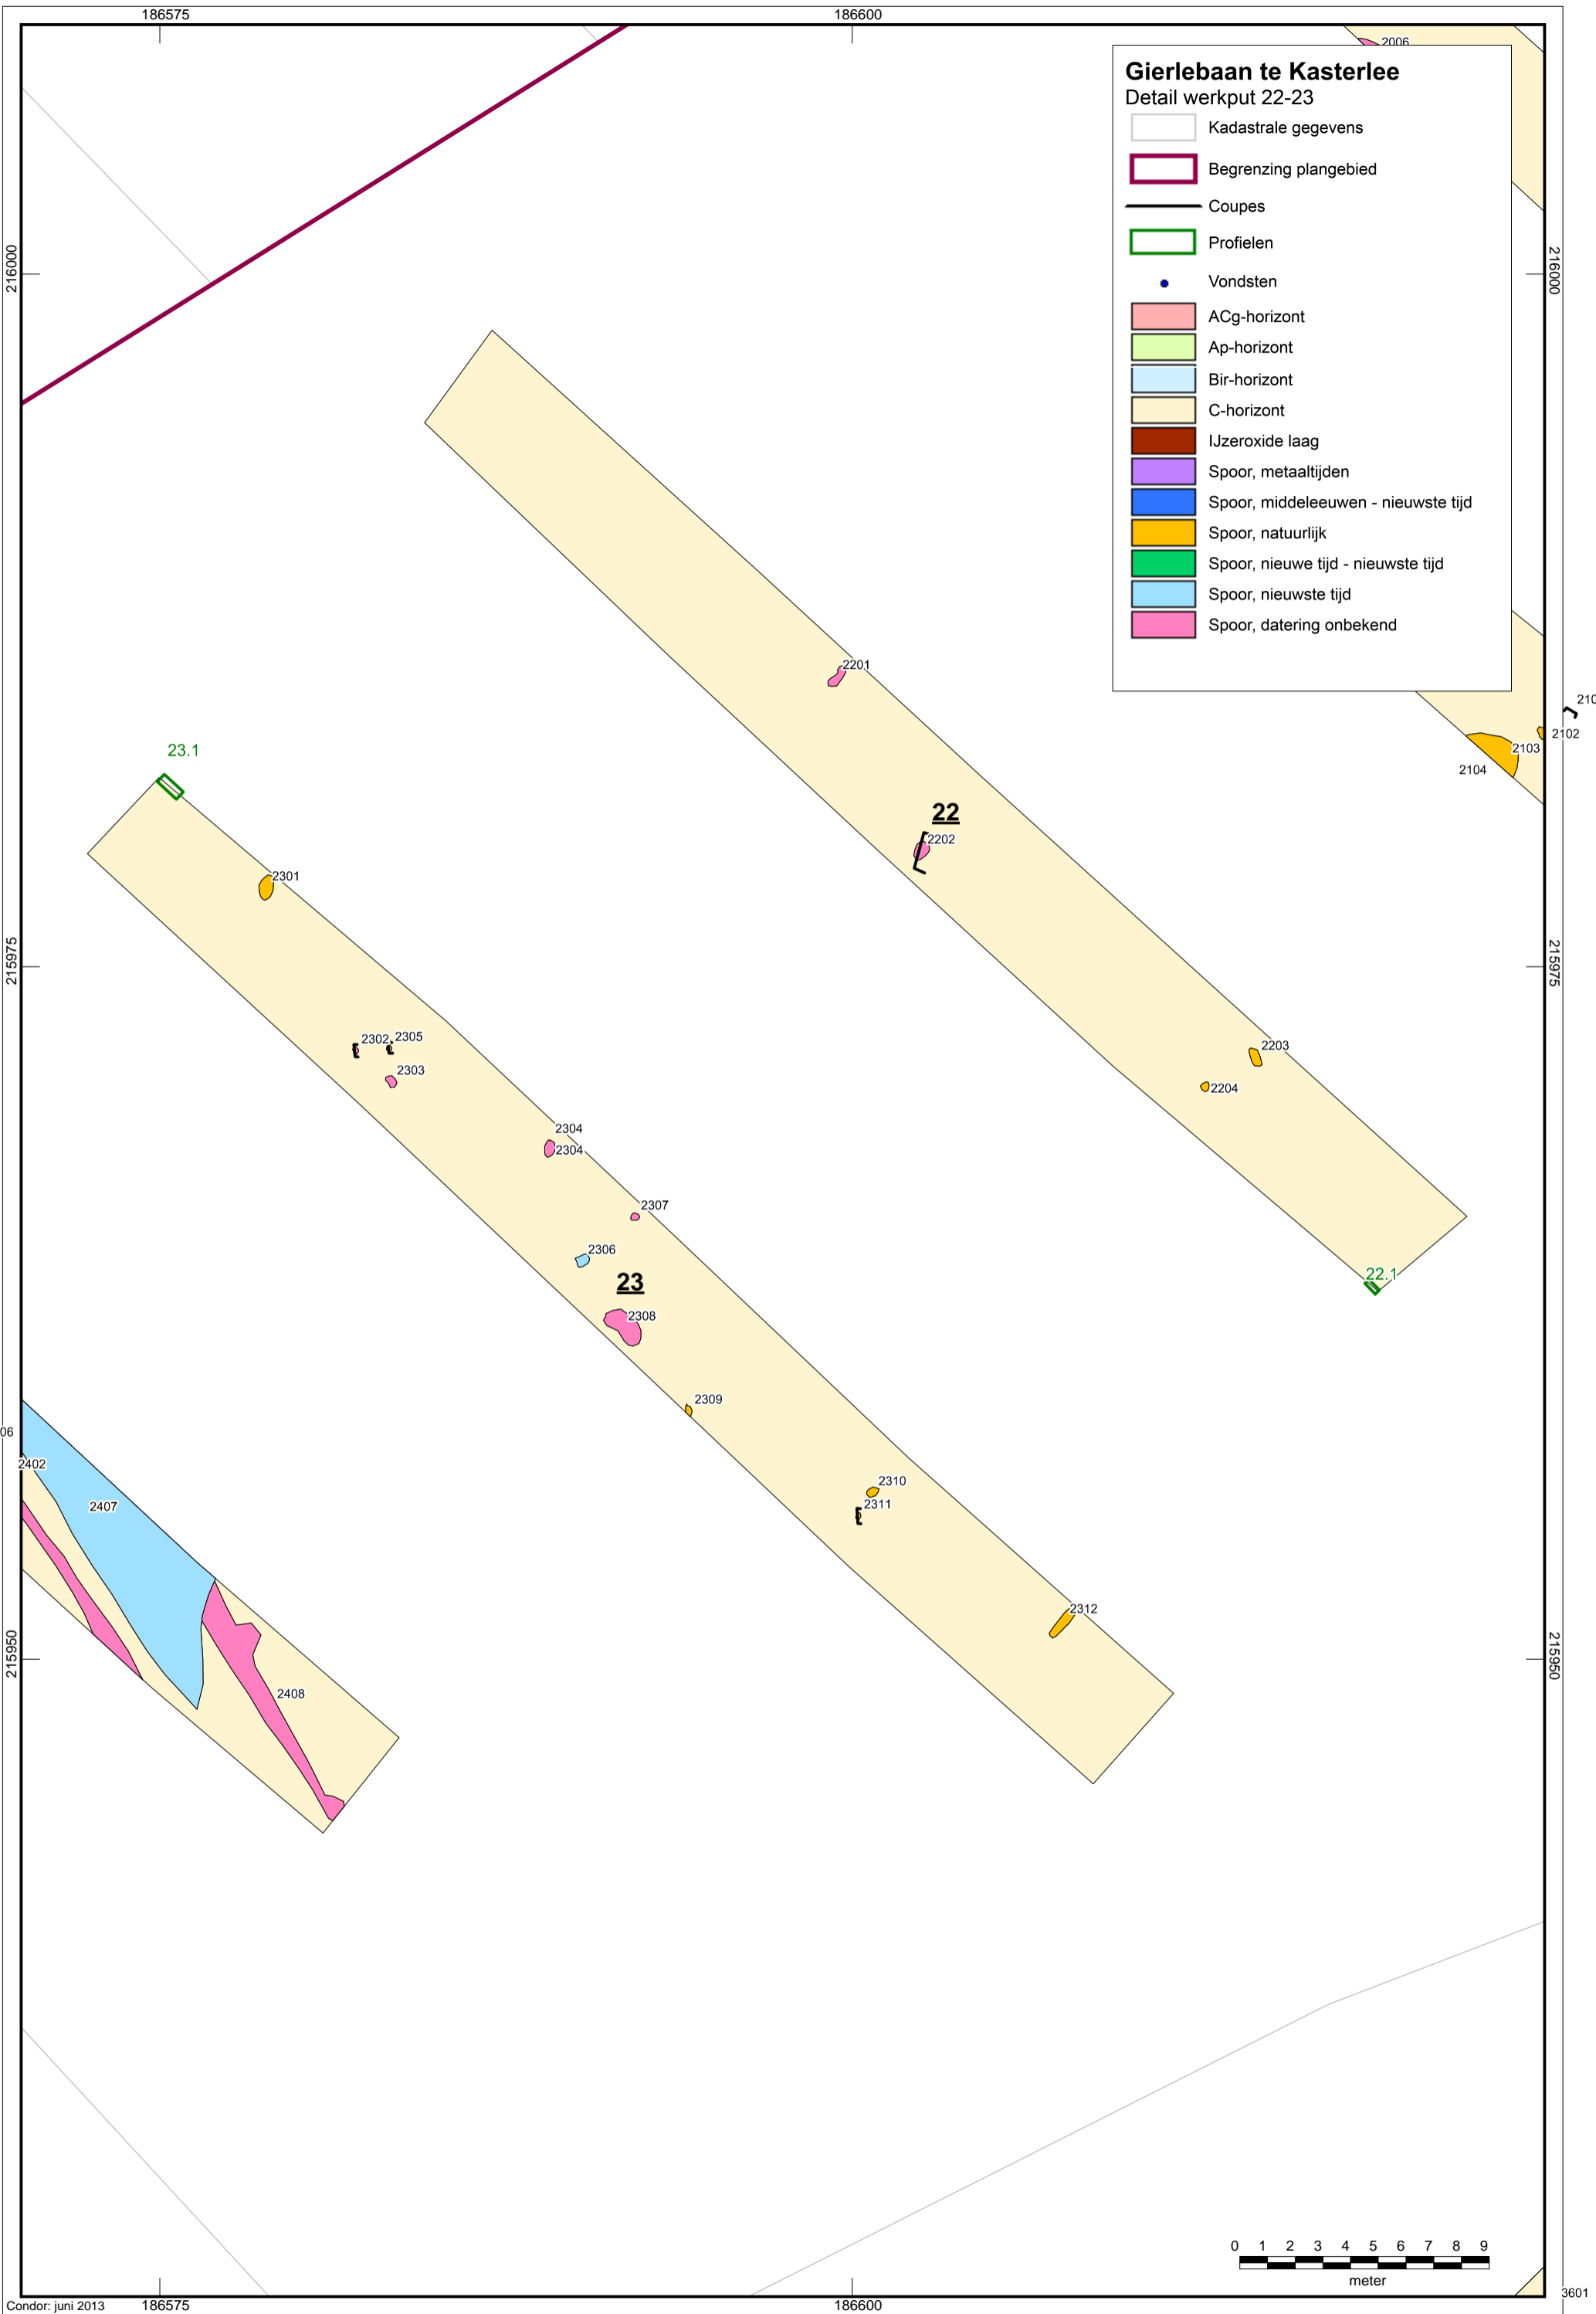 186575
186600
2006
Gierlebaan te Kasterlee
Detail werkput 22-23
Kadastrale gegevens
Begrenzing plangebied
Coupes
Profielen
Vondsten
ACg-horizont
Ap-horizont
Bir-horizont
C-horizont
IJzeroxide laag
Spoor, metaaltijden
Spoor, middeleeuwen - nieuwste tijd
Spoor, natuurlijk
Spoor, nieuwe tijd - nieuwste tijd
Spoor, nieuwste tijd
Spoor, datering onbekend
216000
216000
2201
210
2102
2103
2104
23.1
22
2202
2301
215975
215975
2302
2305
2303
2203
2204
2304
2304
2307
2306
23
22.1
2308
2309
06
2402
2407
2310
2311
2312
215950
215950
2408
0 1 2 3 4 5 6 7 8 9
meter
3601
Condor: juni 2013
186575
186600